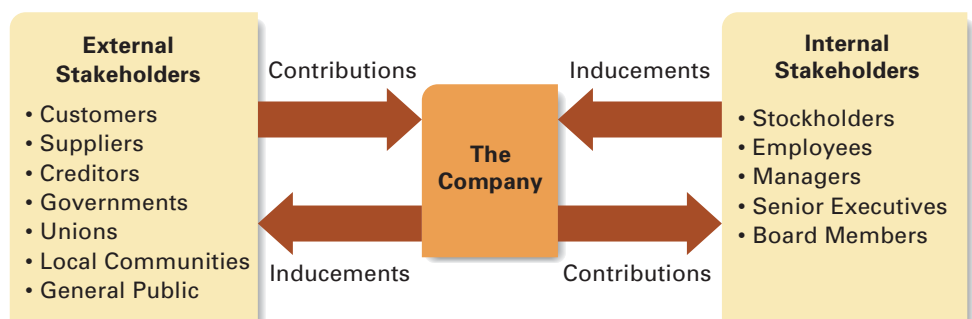 External
Stakeholders
• Customers
• Suppliers
• Creditors
• Governments
• Unions
• Local Communities
• General Public
Contributions
Inducements
The
Company
Inducements
Contributions
Internal
Stakeholders
• Stockholders
• Employees
• Managers
• Senior Executives
• Board Members